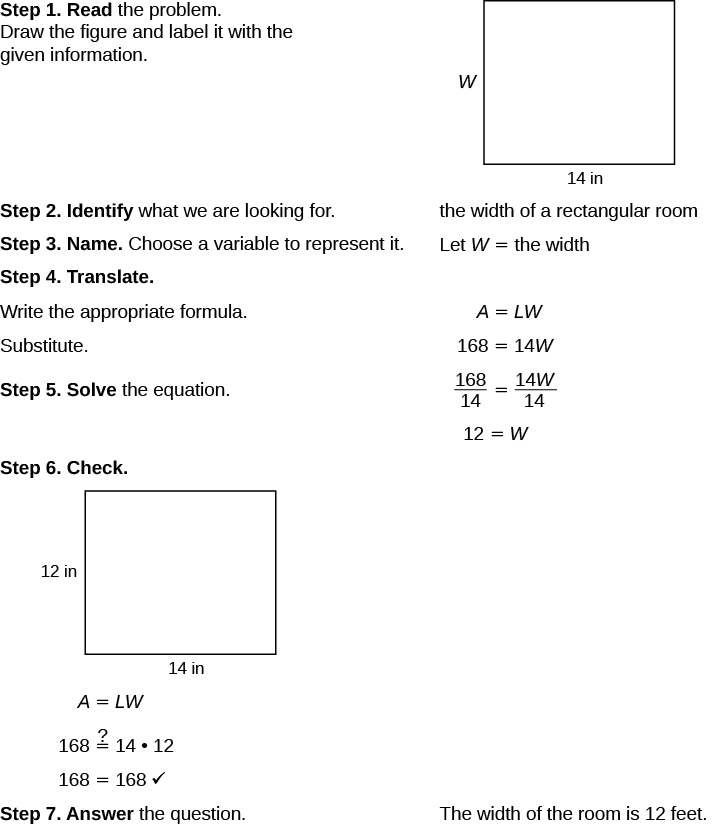 Step 1. Read the problem.
Draw the figure and label it with the
given information.
W
14 in
Step 2. Identify what we are looking for. the width of a rectangular room
Step 3. Name. Choose a variable to represent it. Let W = the width
Step 4. Translate.
Write the appropriate formula. A = LW
Substitute. 168 = 14W
Step 5. Solve the equation. 168/14 = 14W/14
12 = W
Step 6. Check.
12 in
14 in
A = LW
168 ≟ 14 • 12
168 = 168 ✓
Step 7. Answer the question. The width of the room is 12 feet.